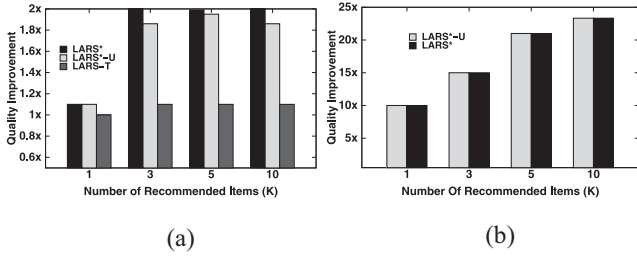 2x
1.8x
1.6x
1.4x
1.2x
1x
0.8x
0.6x
Quality Improvement
LARS*
LARS*-U
LARS-T
1 3 5 10
Number of Recommended Items (K)
(a)
25x
20x
15x
10x
5x
Quality Improvement
LARS*-U
LARS*
1 3 5 10
Number Of Recommended Items (K)
(b)